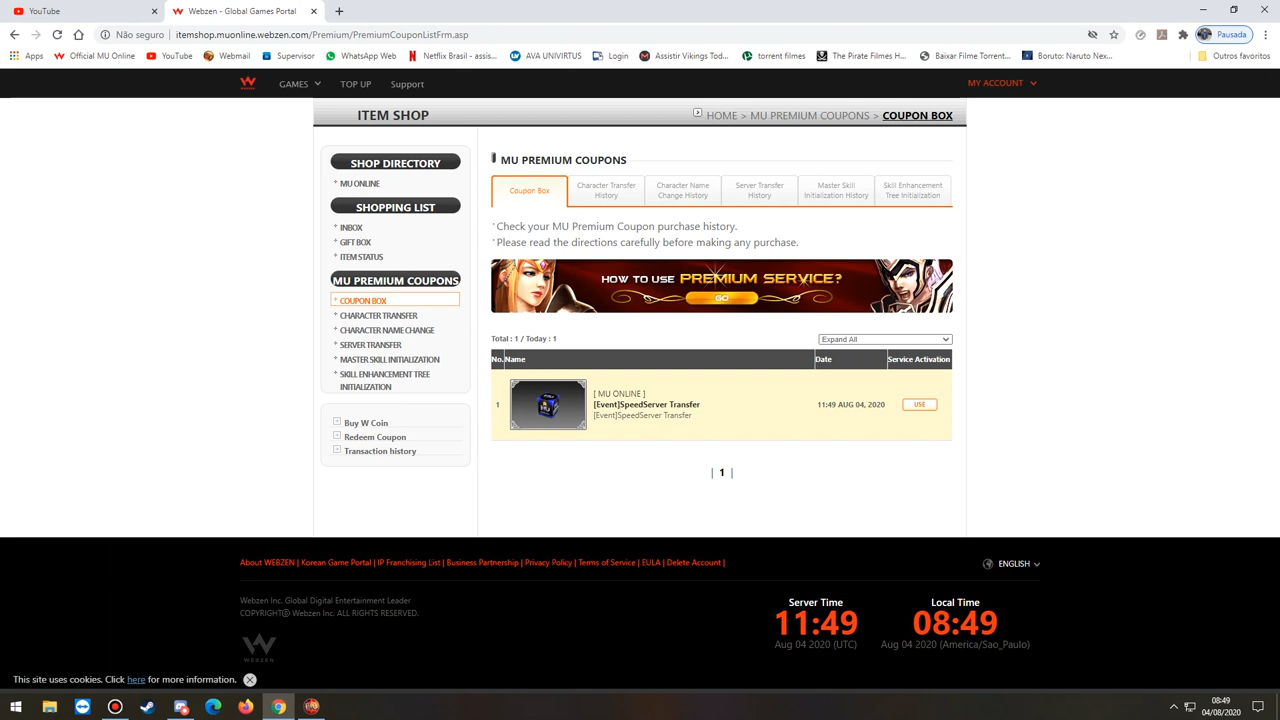 YouTube
Webzen - Global Games Portal
Não seguro
itemshop.muonline.webzen.com/Premium/PremiumCouponListFrm.asp
Pausada
Apps
Official MU Online
YouTube
Webmail
Supervisor
WhatsApp Web
Netflix Brasil - assis...
AVA UNIVIRTUS
Login
Assistir Vikings Tod...
torrent filmes
The Pirate Filmes H...
Baixar Filme Torrent...
Boruto: Naruto Nex...
Outros favoritos
GAMES
TOP UP
Support
MY ACCOUNT
ITEM SHOP
HOME > MU PREMIUM COUPONS > COUPON BOX
SHOP DIRECTORY
MU ONLINE
SHOPPING LIST
INBOX
GIFT BOX
ITEM STATUS
MU PREMIUM COUPONS
COUPON BOX
CHARACTER TRANSFER
CHARACTER NAME CHANGE
SERVER TRANSFER
MASTER SKILL INITIALIZATION
SKILL ENHANCEMENT TREE
INITIALIZATION
Buy W Coin
Redeem Coupon
Transaction history
MU PREMIUM COUPONS
Coupon Box
Character Transfer
History
Character Name
Change History
Server Transfer
History
Master Skill
Initialization History
Skill Enhancement
Tree Initialization
Check your MU Premium Coupon purchase history.
Please read the directions carefully before making any purchase.
HOW TO USE PREMIUM SERVICE?
GO
Total : 1 / Today : 1
Expand All
No. Name Date Service Activation
[ MU ONLINE ]
1 [Event]SpeedServer Transfer 11:49 AUG 04, 2020 USE
[Event]SpeedServer Transfer
| 1 |
About WEBZEN | Korean Game Portal | IP Franchising List | Business Partnership | Privacy Policy | Terms of Service | EULA | Delete Account |
ENGLISH
Webzen Inc. Global Digital Entertainment Leader
COPYRIGHTⓒ Webzen Inc. ALL RIGHTS RESERVED.
WEBZEN
Server Time
11:49
Aug 04 2020 (UTC)
Local Time
08:49
Aug 04 2020 (America/Sao_Paulo)
This site uses cookies. Click here for more information.
08:49
04/08/2020